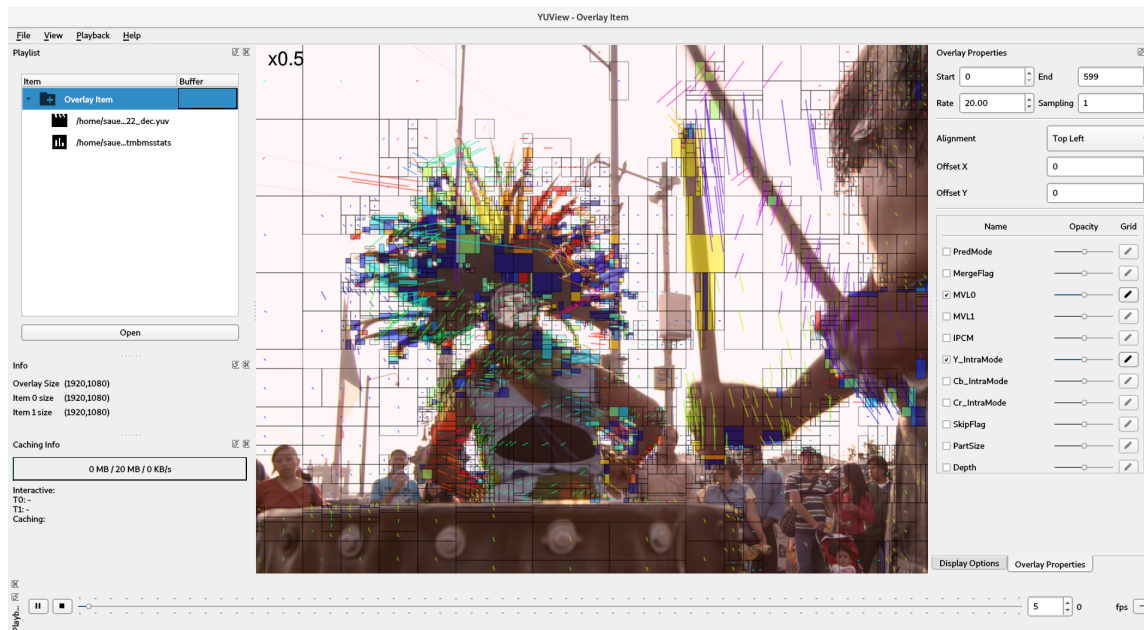 YUView - Overlay Item
File View Playback Help
Playlist
Item Buffer
Overlay Item
/home/saue...22_dec.yuv
/home/saue...tmbmsstats
Open
Info
Overlay Size (1920,1080)
Item 0 size (1920,1080)
Item 1 size (1920,1080)
Caching Info
0 MB / 20 MB / 0 KB/s
Interactive:
T0: -
T1: -
Caching:
x0.5
Overlay Properties
Start 0 End 599
Rate 20.00 Sampling 1
Alignment Top Left
Offset X 0
Offset Y 0
Name Opacity Grid
PredMode
MergeFlag
MVL0
MVL1
IPCM
Y_IntraMode
Cb_IntraMode
Cr_IntraMode
SkipFlag
PartSize
Depth
Display Options Overlay Properties
Playb...
5 0 fps